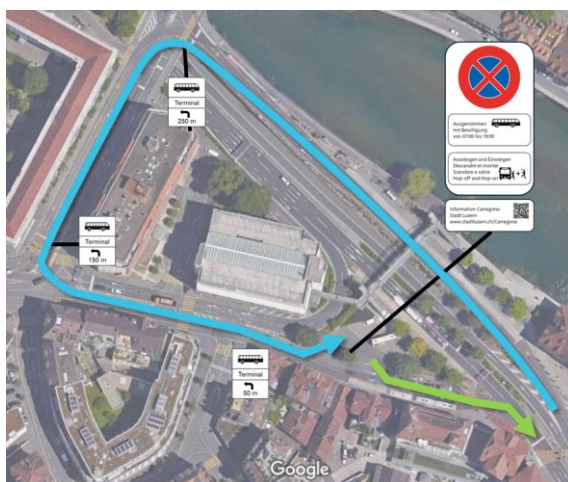 Terminal
250 m
Ausgenommen
mit Bewilligung
von 07:00 bis 19:00
Aussteigen und Einsteigen
Descendre et monter
Scendere e salire
Hop-off and Hop-on
Information Carregime
Stadt Luzern
www.stadtluzern.ch/Carregime
Terminal
150 m
Terminal
50 m
Google